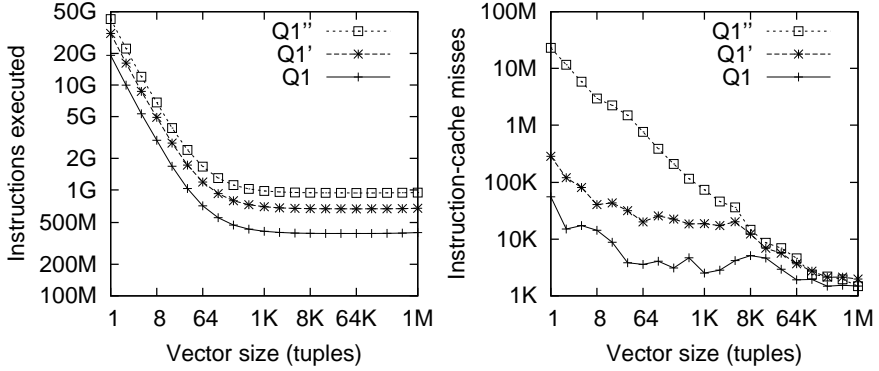 Instructions executed
50G
20G
10G
5G
2G
1G
500M
200M
100M
Q1''
Q1'
Q1
1 8 64 1K 8K 64K 1M
Vector size (tuples)
Instruction-cache misses
100M
10M
1M
100K
10K
1K
Q1''
Q1'
Q1
1 8 64 1K 8K 64K 1M
Vector size (tuples)